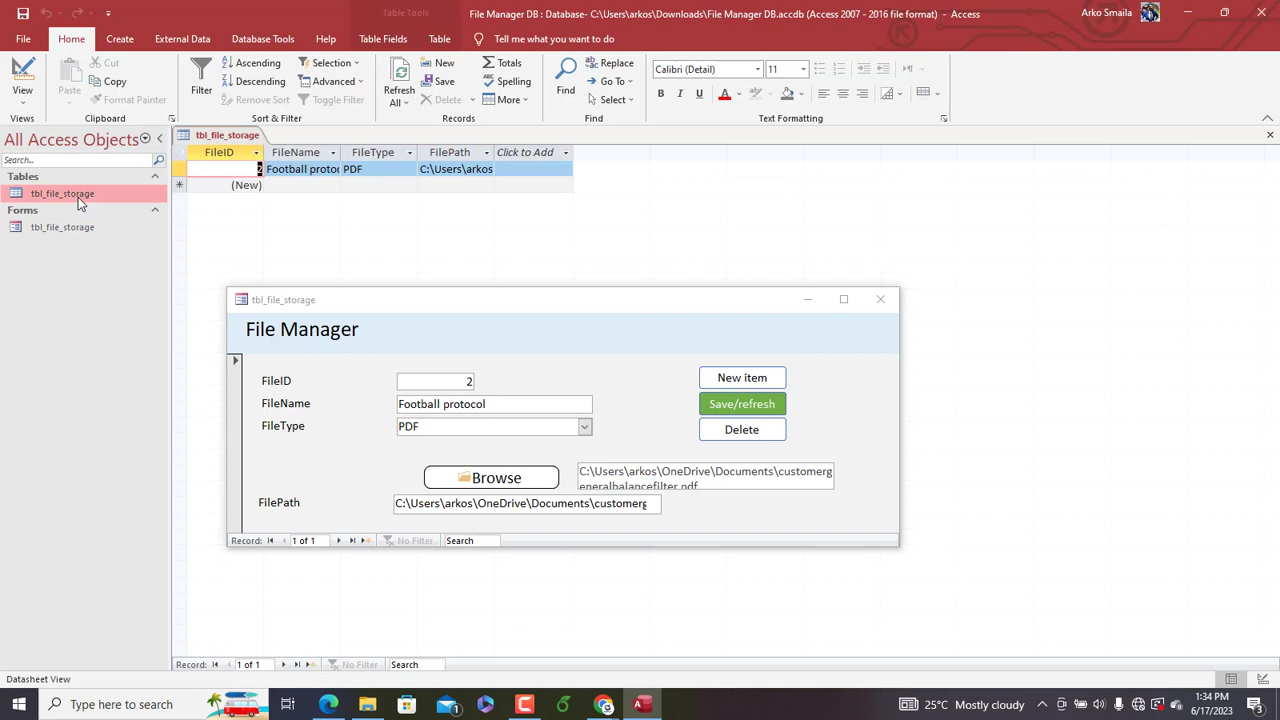 Table Tools
File Manager DB : Database- C:\Users\arkos\Downloads\File Manager DB.accdb (Access 2007 - 2016 file format) - Access
Arko Smaila
File Home Create External Data Database Tools Help Table Fields Table Tell me what you want to do
View
Views
Paste
Cut
Copy
Format Painter
Clipboard
Filter
Ascending
Descending
Remove Sort
Selection
Advanced
Toggle Filter
Sort & Filter
Refresh
All
New
Save
Delete
Totals
Spelling
More
Records
Find
Replace
Go To
Select
Find
Calibri (Detail) 11
B I U A
Text Formatting
All Access Objects
Search...
Tables
tbl_file_storage
Forms
tbl_file_storage
tbl_file_storage
FileID FileName FileType FilePath Click to Add
2 Football protoc PDF C:\Users\arkos
(New)
tbl_file_storage
File Manager
FileID 2
New item
FileName Football protocol
Save/refresh
FileType PDF
Delete
Browse
C:\Users\arkos\OneDrive\Documents\customerg
eneralbalancefilter.pdf
FilePath C:\Users\arkos\OneDrive\Documents\customerg
Record: 1 of 1 No Filter Search
Record: 1 of 1 No Filter Search
Datasheet View
Type here to search
1
25°C Mostly cloudy
1:34 PM
6/17/2023